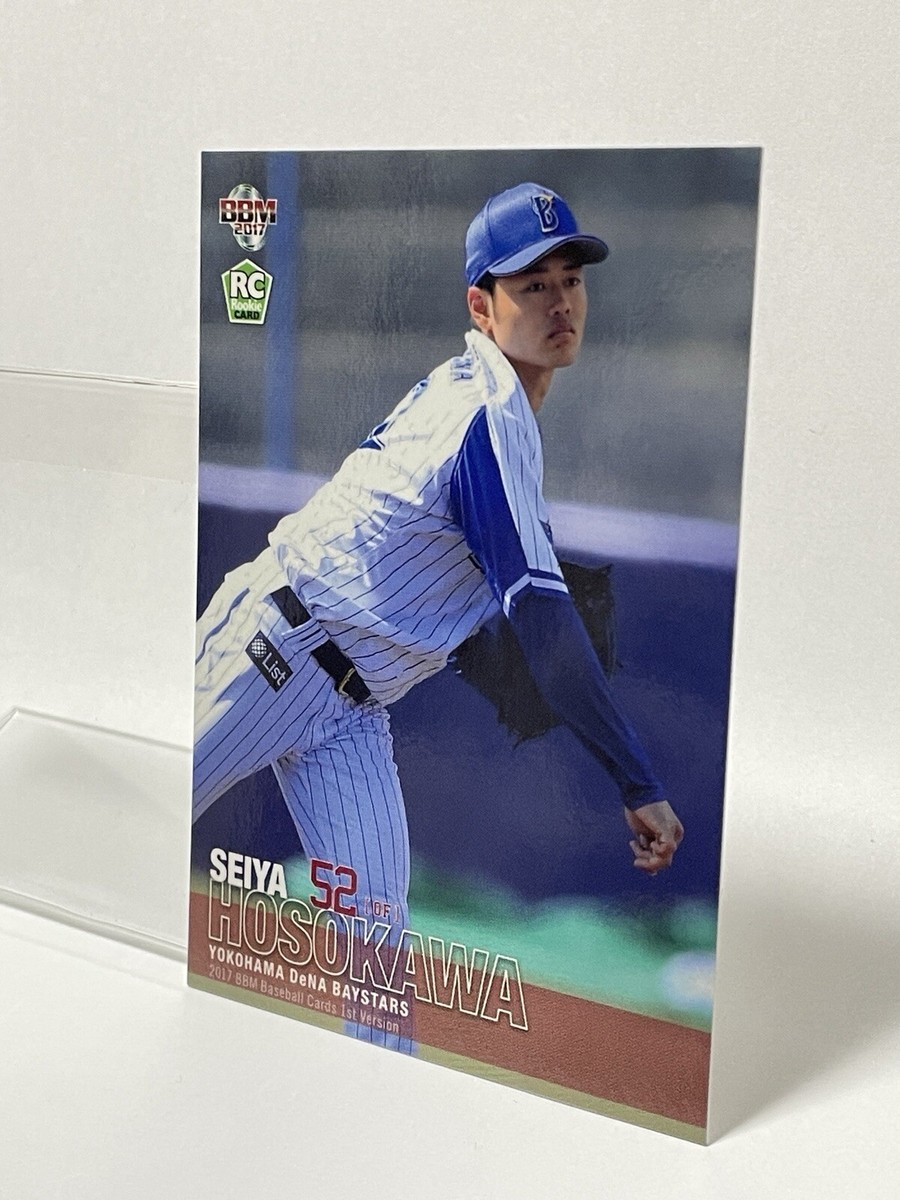 BBM
2017
RC
Rookie
CARD
B
List
SEIYA 52 (OF)
HOSOKAWA
YOKOHAMA DeNA BAYSTARS
2017 BBM Baseball Cards 1st Version